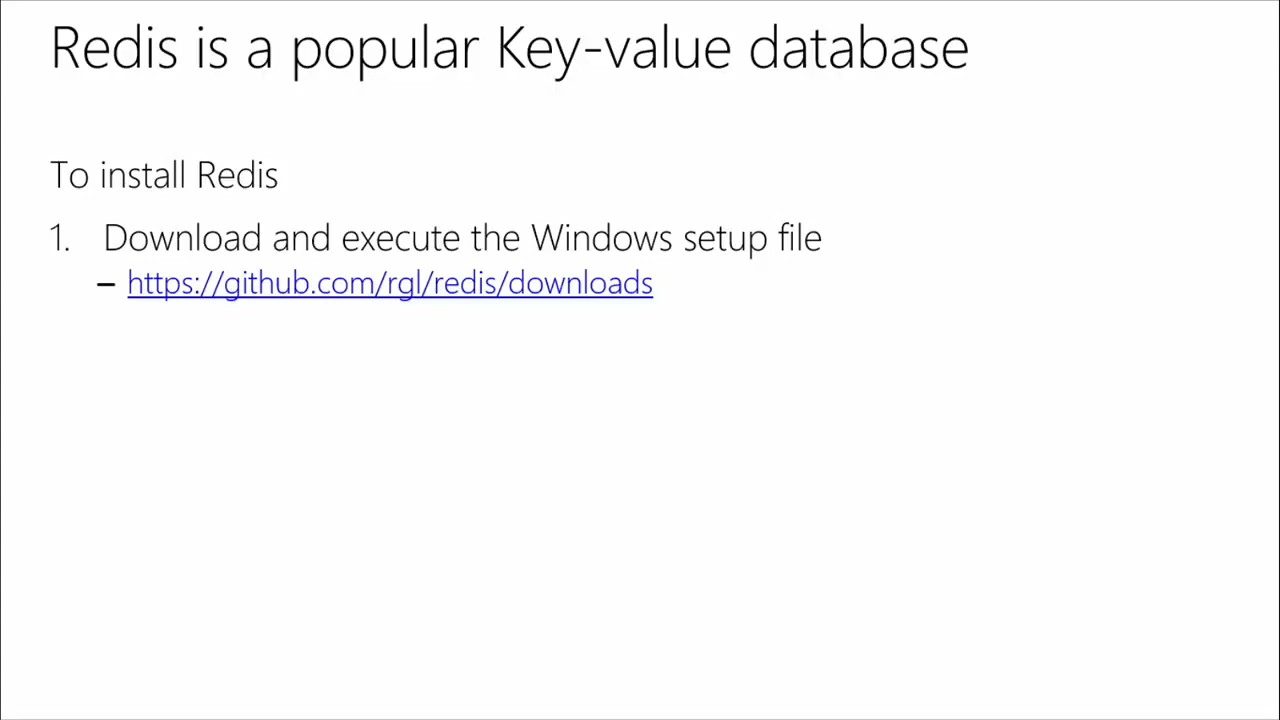 Redis is a popular Key-value database
To install Redis
1. Download and execute the Windows setup file
– https://github.com/rgl/redis/downloads